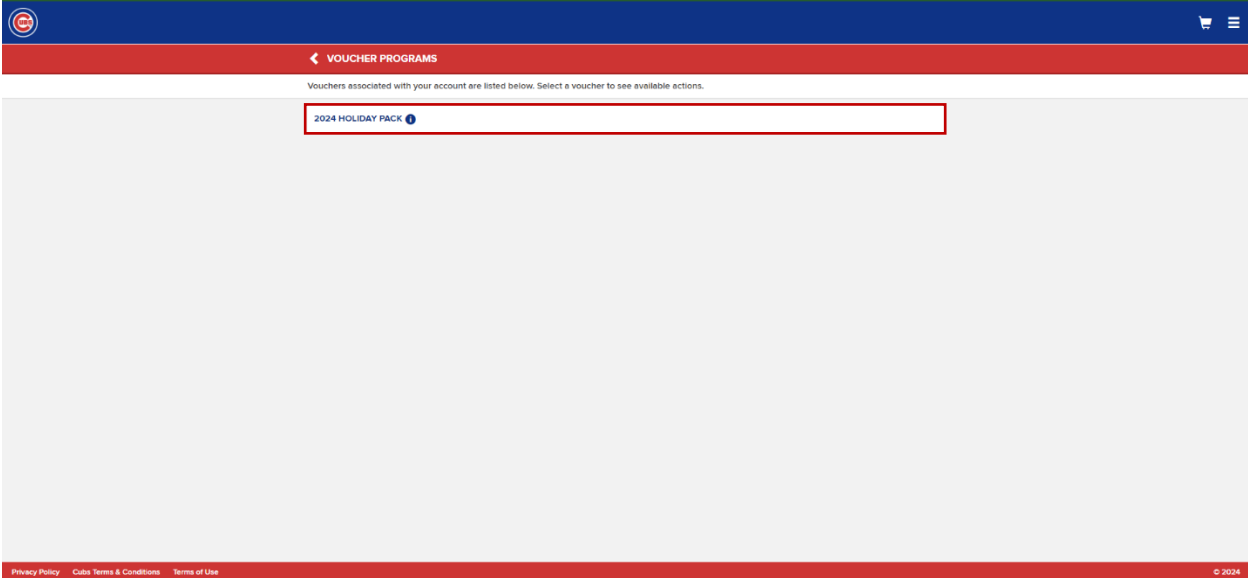 CUBS
VOUCHER PROGRAMS
Vouchers associated with your account are listed below. Select a voucher to see available actions.
2024 HOLIDAY PACK i
Privacy Policy Cubs Terms & Conditions Terms of Use © 2024